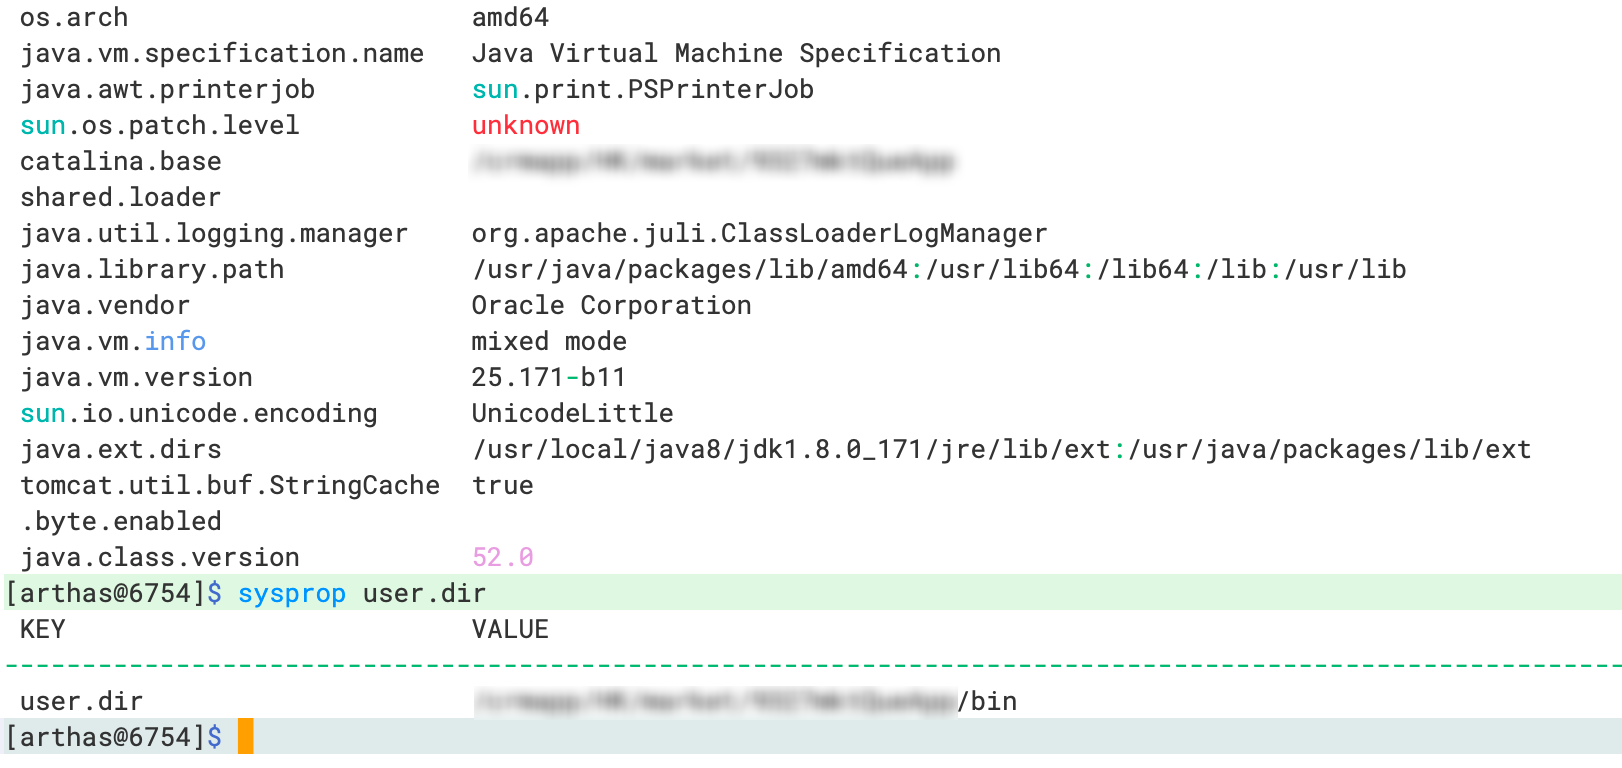 os.arch amd64
java.vm.specification.name Java Virtual Machine Specification
java.awt.printerjob sun.print.PSPrinterJob
sun.os.patch.level unknown
catalina.base
shared.loader
java.util.logging.manager org.apache.juli.ClassLoaderLogManager
java.library.path /usr/java/packages/lib/amd64:/usr/lib64:/lib64:/lib:/usr/lib
java.vendor Oracle Corporation
java.vm.info mixed mode
java.vm.version 25.171-b11
sun.io.unicode.encoding UnicodeLittle
java.ext.dirs /usr/local/java8/jdk1.8.0_171/jre/lib/ext:/usr/java/packages/lib/ext
tomcat.util.buf.StringCache true
.byte.enabled
java.class.version 52.0
[arthas@6754]$ sysprop user.dir
KEY VALUE
--------------------------------------------------------------------------------------------------------
user.dir /bin
[arthas@6754]$